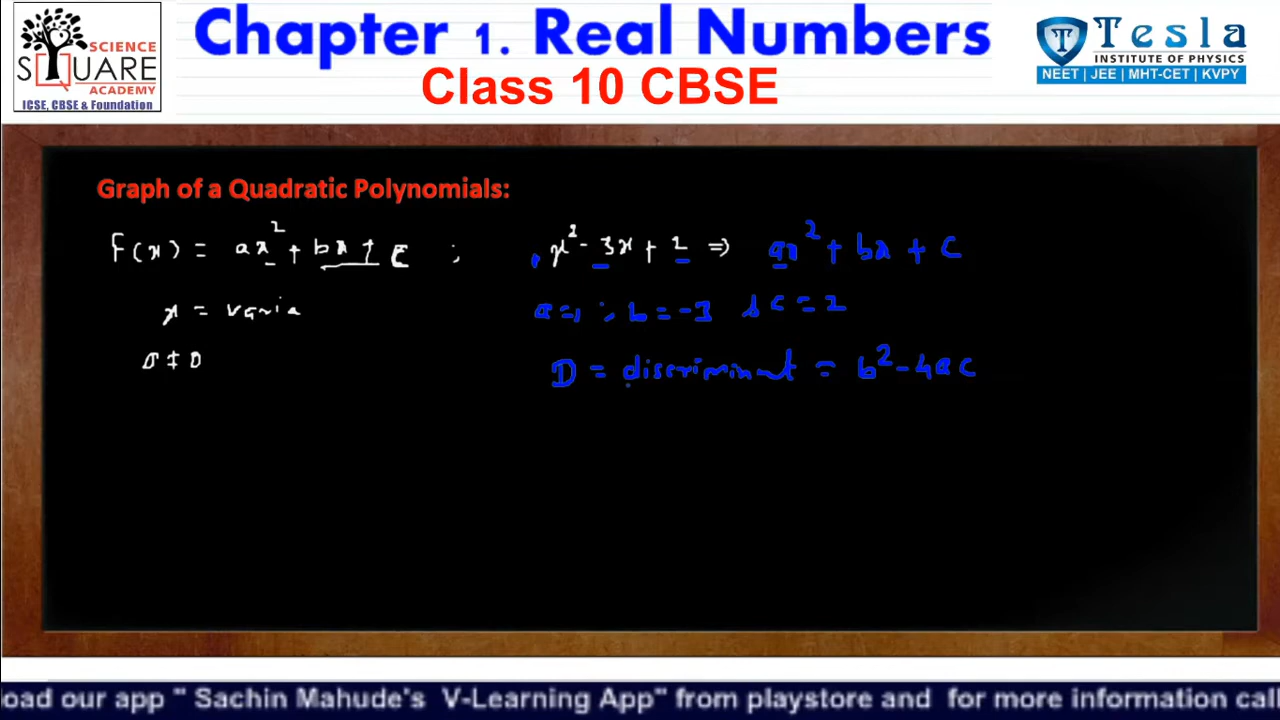 SCIENCE
SQUARE
ACADEMY
ICSE, CBSE & Foundation
Chapter 1. Real Numbers
Class 10 CBSE
Tesla
INSTITUTE OF PHYSICS
NEET | JEE | MHT-CET | KVPY
Graph of a Quadratic Polynomials:
F(x) = ax² + bx + c ; x² - 3x + 2 ⇒ ax² + bx + c
x = varia a=1 ; b = -3 & c = 2
≠ 0
D = discriminant = b² - 4ac
oad our app " Sachin Mahude's V-Learning App" from playstore and for more information call